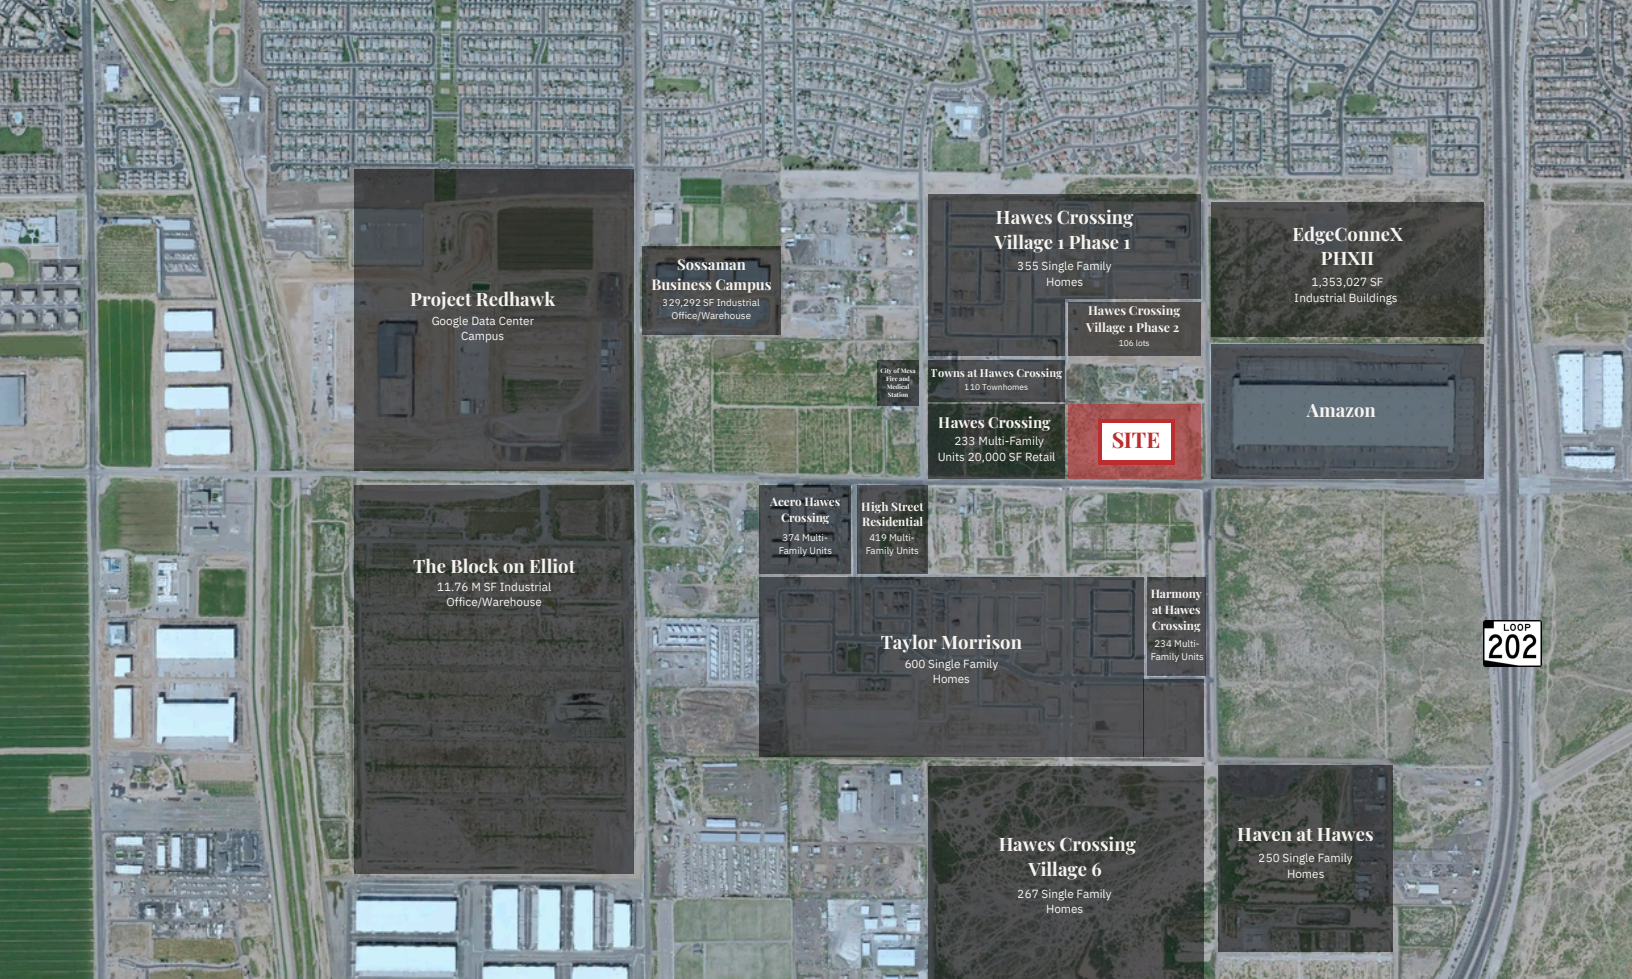 Project Redhawk
Google Data Center
Campus
Sossaman
Business Campus
329,292 SF Industrial
Office/Warehouse
Hawes Crossing
Village 1 Phase 1
355 Single Family
Homes
Hawes Crossing
Village 1 Phase 2
106 lots
EdgeConneX
PHXII
1,353,027 SF
Industrial Buildings
City of Mesa
Fire and
Medical
Station
Towns at Hawes Crossing
110 Townhomes
Hawes Crossing
233 Multi-Family
Units 20,000 SF Retail
SITE
Amazon
The Block on Elliot
11.76 M SF Industrial
Office/Warehouse
Acero Hawes
Crossing
374 Multi-
Family Units
High Street
Residential
419 Multi-
Family Units
Taylor Morrison
600 Single Family
Homes
Harmony
at Hawes
Crossing
234 Multi-
Family Units
LOOP
202
Hawes Crossing
Village 6
267 Single Family
Homes
Haven at Hawes
250 Single Family
Homes